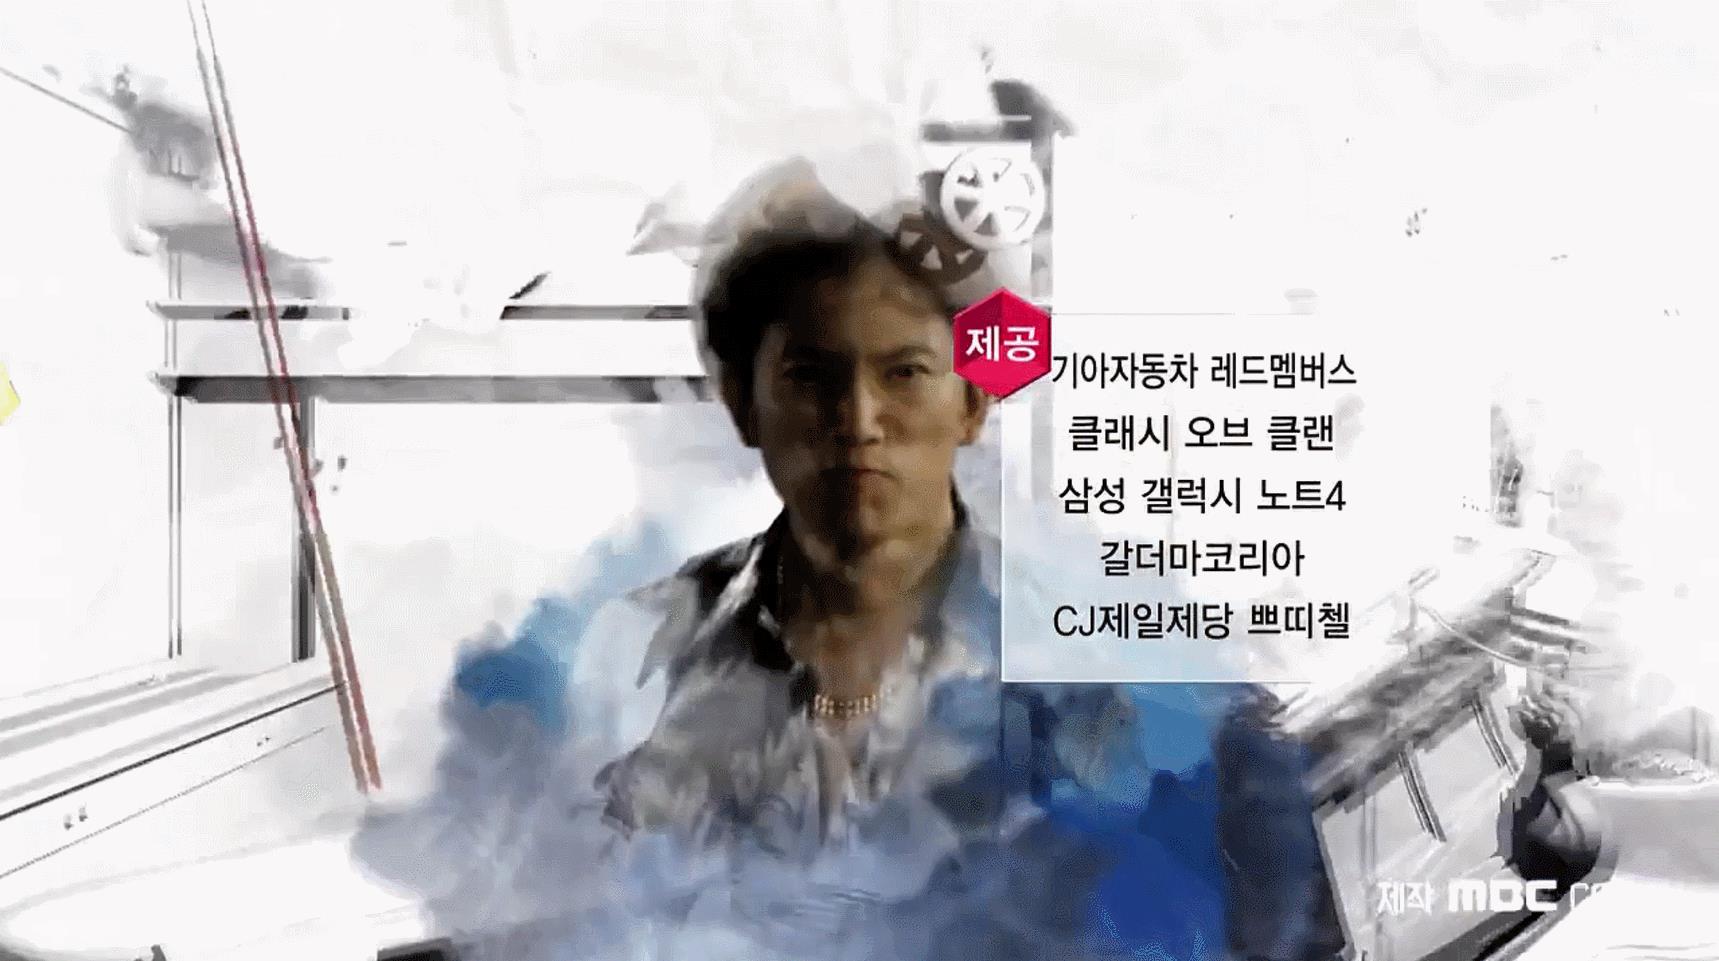 제공
기아자동차 레드멤버스
클래시 오브 클랜
삼성 갤럭시 노트4
갈더마코리아
CJ제일제당 쁘띠첼
제작 MBC